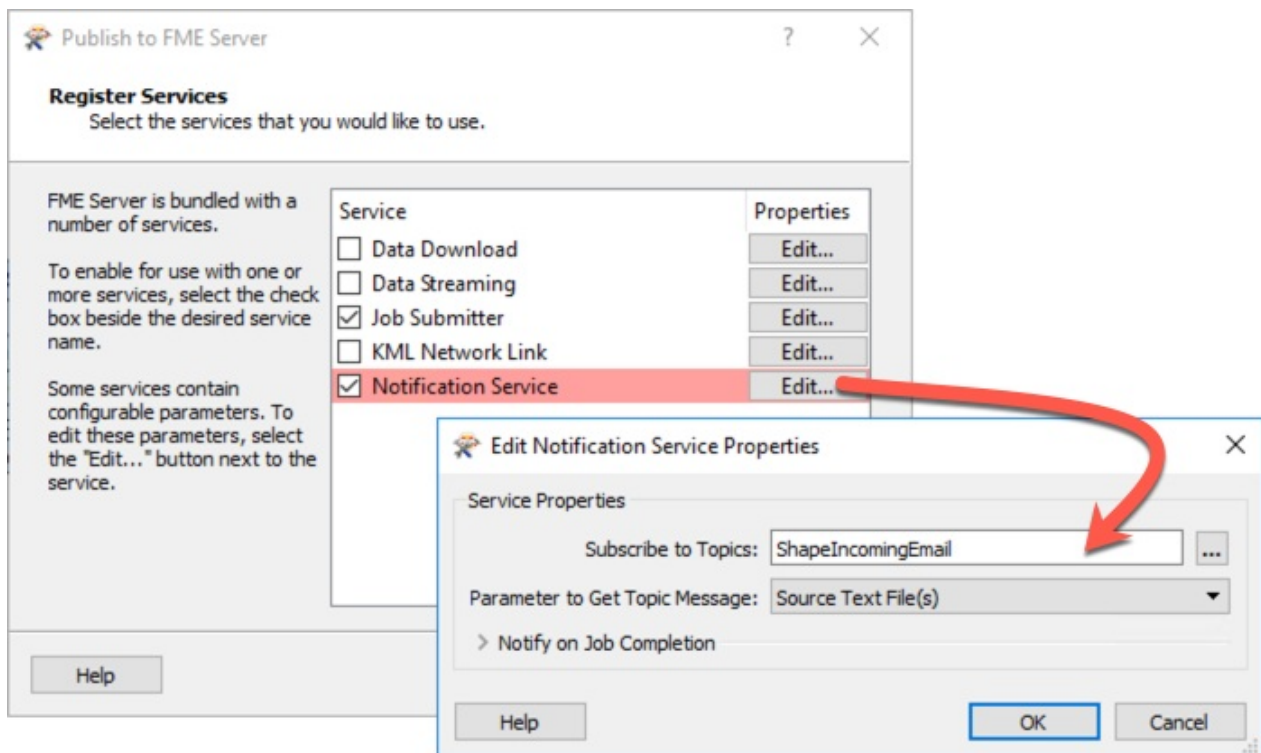 Publish to FME Server
?
Register Services
Select the services that you would like to use.
FME Server is bundled with a
number of services.
To enable for use with one or
more services, select the check
box beside the desired service
name.
Some services contain
configurable parameters. To
edit these parameters, select
the "Edit..." button next to the
service.
Service Properties
Data Download Edit...
Data Streaming Edit...
Job Submitter Edit...
KML Network Link Edit...
Notification Service Edit...
Help
Edit Notification Service Properties
Service Properties
Subscribe to Topics: ShapeIncomingEmail ...
Parameter to Get Topic Message: Source Text File(s)
> Notify on Job Completion
Help OK Cancel